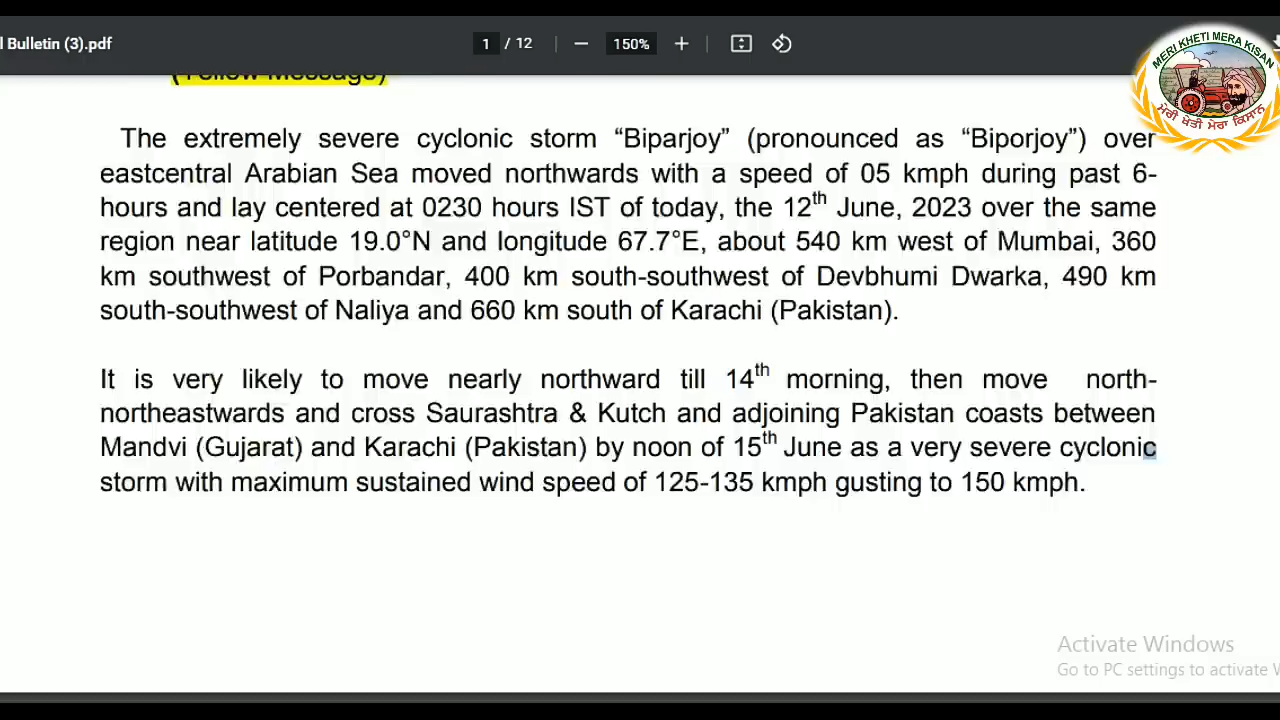 l Bulletin (3).pdf
1 / 12
150%
(Follow Message)
The extremely severe cyclonic storm “Biparjoy” (pronounced as “Biporjoy”) over
eastcentral Arabian Sea moved northwards with a speed of 05 kmph during past 6-
hours and lay centered at 0230 hours IST of today, the 12th June, 2023 over the same
region near latitude 19.0°N and longitude 67.7°E, about 540 km west of Mumbai, 360
km southwest of Porbandar, 400 km south-southwest of Devbhumi Dwarka, 490 km
south-southwest of Naliya and 660 km south of Karachi (Pakistan).
It is very likely to move nearly northward till 14th morning, then move north-
northeastwards and cross Saurashtra & Kutch and adjoining Pakistan coasts between
Mandvi (Gujarat) and Karachi (Pakistan) by noon of 15th June as a very severe cyclonic
storm with maximum sustained wind speed of 125-135 kmph gusting to 150 kmph.
MERI KHETI MERA KISAN
ਮੇਰੀ ਖੇਤੀ ਮੇਰਾ ਕਿਸਾਨ
Activate Windows
Go to PC settings to activate W